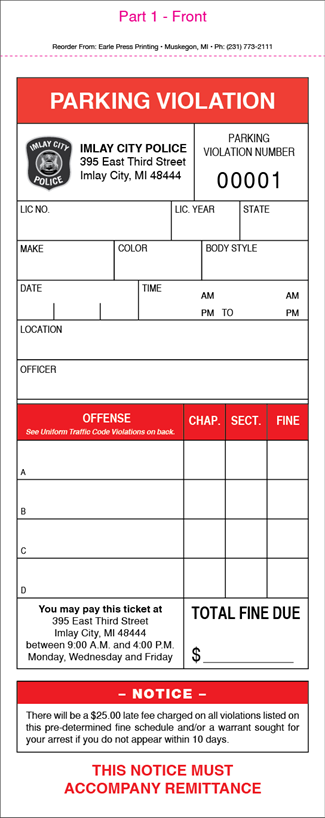 Part 1 - Front
Reorder From: Earle Press Printing • Muskegon, MI • Ph: (231) 773-2111
PARKING VIOLATION
IMLAY CITY
POLICE
IMLAY CITY POLICE
395 East Third Street
Imlay City, MI 48444
PARKING
VIOLATION NUMBER
00001
LIC NO. LIC. YEAR STATE
MAKE COLOR BODY STYLE
DATE TIME AM AM
PM TO PM
LOCATION
OFFICER
OFFENSE CHAP. SECT. FINE
See Uniform Traffic Code Violations on back.
A
B
C
D
You may pay this ticket at
395 East Third Street
Imlay City, MI 48444
between 9:00 A.M. and 4:00 P.M.
Monday, Wednesday and Friday
TOTAL FINE DUE
$ ____________
– NOTICE –
There will be a $25.00 late fee charged on all violations listed on
this pre-determined fine schedule and/or a warrant sought for
your arrest if you do not appear within 10 days.
THIS NOTICE MUST
ACCOMPANY REMITTANCE